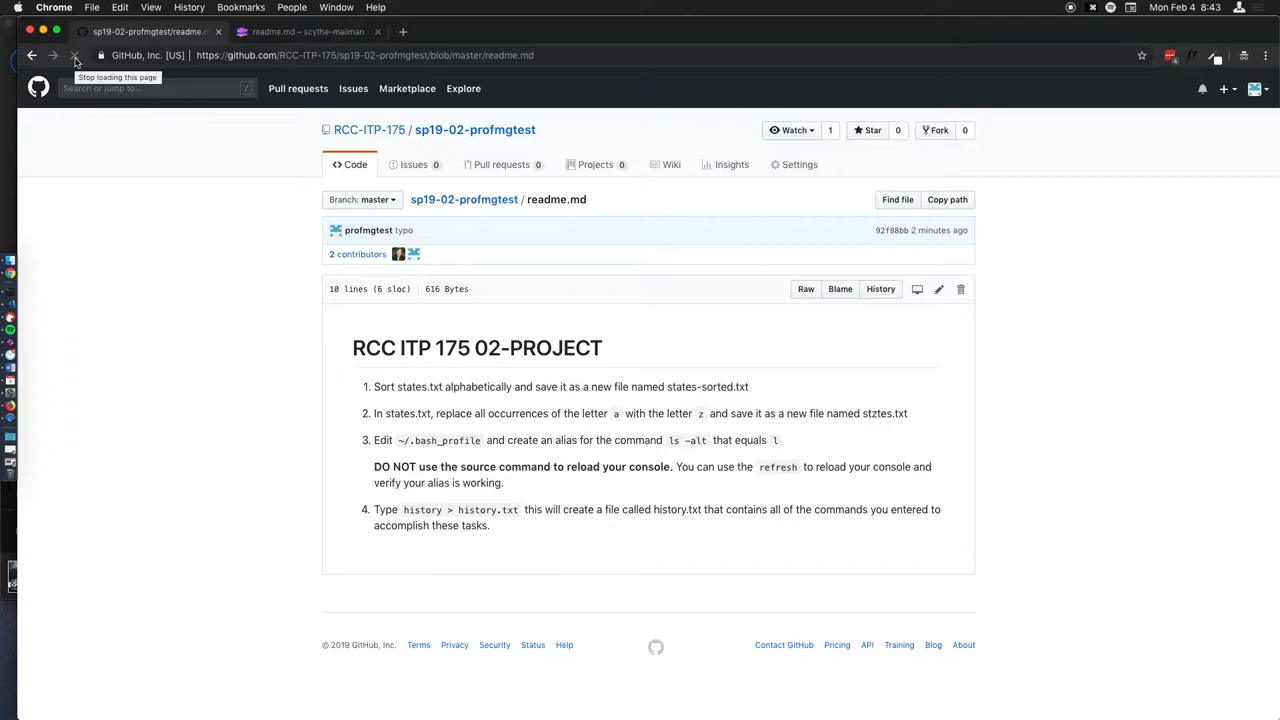 Chrome File Edit View History Bookmarks People Window Help Mon Feb 4 8:43
sp19-02-profmgtest/readme.m
readme.md – scythe-mailman
GitHub, Inc. [US] | https://github.com/RCC-ITP-175/sp19-02-profmgtest/blob/master/readme.md
Stop loading this page
Search or jump to... / Pull requests Issues Marketplace Explore
RCC-ITP-175 / sp19-02-profmgtest Watch 1 Star 0 Fork 0
Code Issues 0 Pull requests 0 Projects 0 Wiki Insights Settings
Branch: master sp19-02-profmgtest / readme.md Find file Copy path
profmgtest typo 92f88bb 2 minutes ago
2 contributors
10 lines (6 sloc) 616 Bytes Raw Blame History
RCC ITP 175 02-PROJECT
1. Sort states.txt alphabetically and save it as a new file named states-sorted.txt
2. In states.txt, replace all occurrences of the letter a with the letter z and save it as a new file named stztes.txt
3. Edit ~/.bash_profile and create an alias for the command ls -alt that equals l
DO NOT use the source command to reload your console. You can use the refresh to reload your console and
verify your alias is working.
4. Type history > history.txt this will create a file called history.txt that contains all of the commands you entered to
accomplish these tasks.
© 2019 GitHub, Inc. Terms Privacy Security Status Help Contact GitHub Pricing API Training Blog About